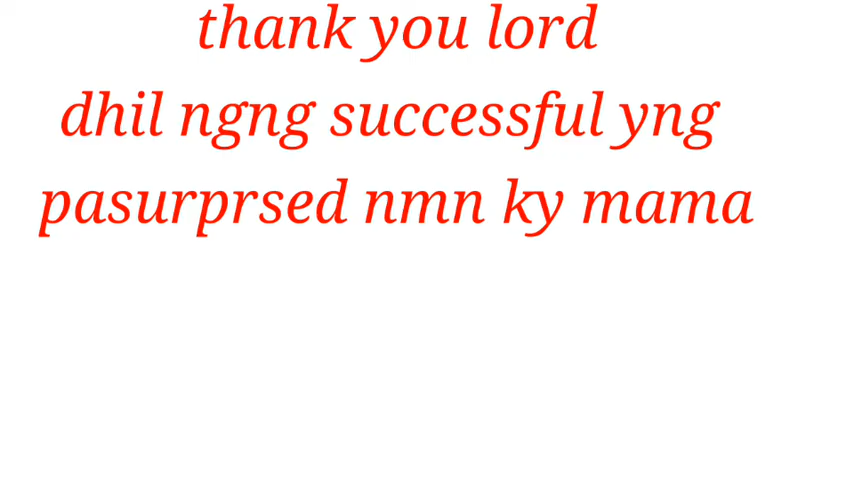 thank you lord
dhil ngng successful yng
pasurprsed nmn ky mama